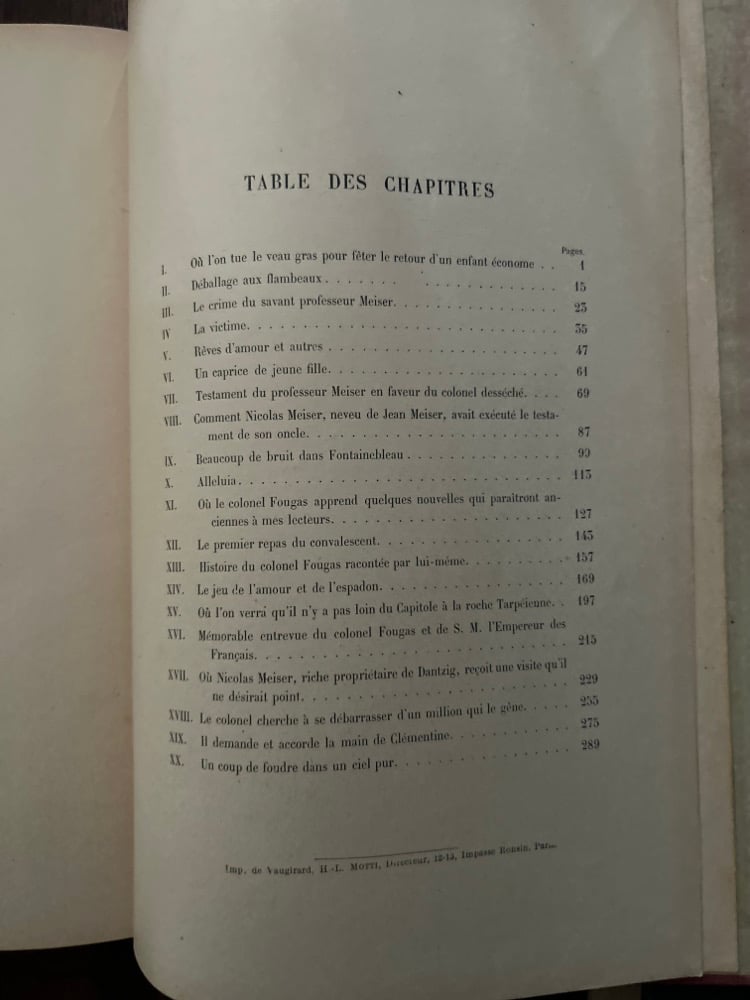 TABLE DES CHAPITRES
Pages.
I. Où l'on tue le veau gras pour fêter le retour d'un enfant économe . . 1
II. Déballage aux flambeaux . . . . . . . . . . . . . . . . . 15
III. Le crime du savant professeur Meiser. . . . . . . . . . . . 23
IV La victime. . . . . . . . . . . . . . . . . . . . . . . . 35
V. Rêves d'amour et autres . . . . . . . . . . . . . . . . . . 47
VI. Un caprice de jeune fille. . . . . . . . . . . . . . . . . . 61
VII. Testament du professeur Meiser en faveur du colonel desséché. . . . 69
VIII. Comment Nicolas Meiser, neveu de Jean Meiser, avait exécuté le testa-
ment de son oncle. . . . . . . . . . . . . . . . . . . . 87
IX. Beaucoup de bruit dans Fontainebleau . . . . . . . . . . . . 99
X. Alleluia. . . . . . . . . . . . . . . . . . . . . . . . . 113
XI. Où le colonel Fougas apprend quelques nouvelles qui paraîtront an-
ciennes à mes lecteurs. . . . . . . . . . . . . . . . . . 127
XII. Le premier repas du convalescent. . . . . . . . . . . . . . 143
XIII. Histoire du colonel Fougas racontée par lui-même. . . . . . . . 157
XIV. Le jeu de l'amour et de l'espadon. . . . . . . . . . . . . . 169
XV. Où l'on verra qu'il n'y a pas loin du Capitole à la roche Tarpéienne. . 197
XVI. Mémorable entrevue du colonel Fougas et de S. M. l'Empereur des
Français. . . . . . . . . . . . . . . . . . . . . . . . 215
XVII. Où Nicolas Meiser, riche propriétaire de Dantzig, reçoit une visite qu'il
ne désirait point. . . . . . . . . . . . . . . . . . . . 229
XVIII. Le colonel cherche à se débarrasser d'un million qui le gêne. . . . . 255
XIX. Il demande et accorde la main de Clémentine. . . . . . . . . . 275
XX. Un coup de foudre dans un ciel pur. . . . . . . . . . . . . . 289
Imp. de Vaugirard, H.-L. MOTTI, Directeur, 12-13, Impasse Ronsin,